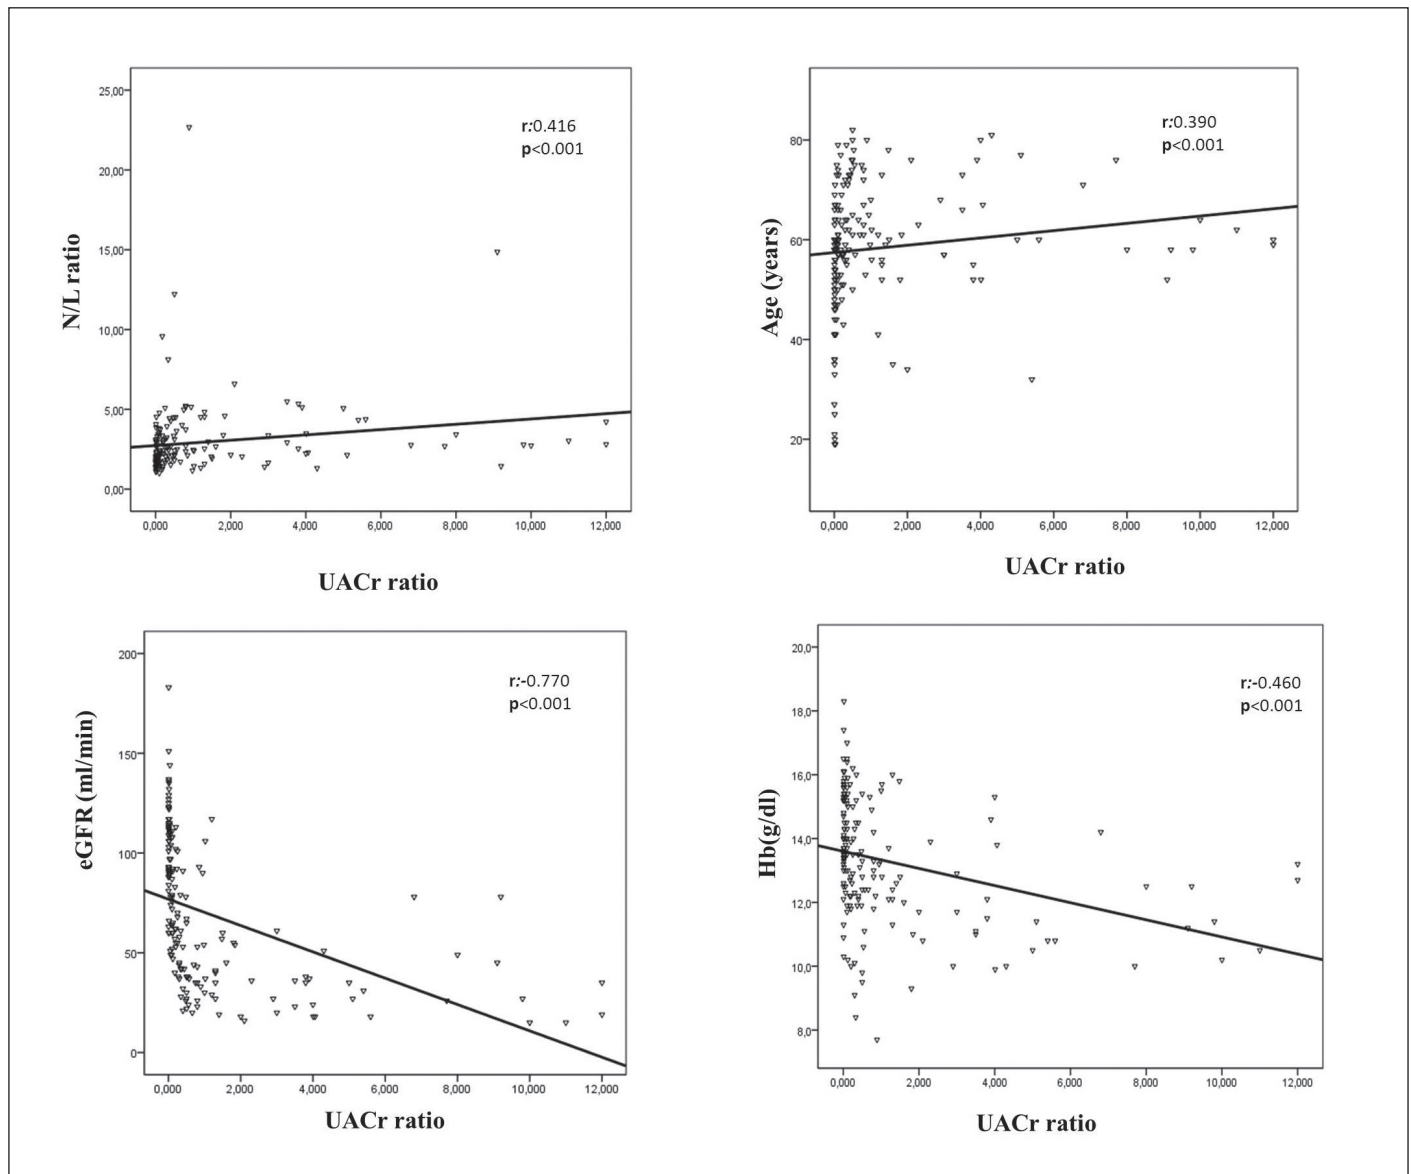 25,00
20,00
15,00
10,00
5,00
0,00
N/L ratio
r:0.416
p<0.001
0,000 2,000 4,000 6,000 8,000 10,000 12,000
UACr ratio
80
60
40
20
Age (years)
r:0.390
p<0.001
0,000 2,000 4,000 6,000 8,000 10,000 12,000
UACr ratio
200
150
100
50
0
eGFR (ml/min)
r:-0.770
p<0.001
0,000 2,000 4,000 6,000 8,000 10,000 12,000
UACr ratio
20,0
18,0
16,0
14,0
12,0
10,0
8,0
Hb(g/dl)
r:-0.460
p<0.001
0,000 2,000 4,000 6,000 8,000 10,000 12,000
UACr ratio